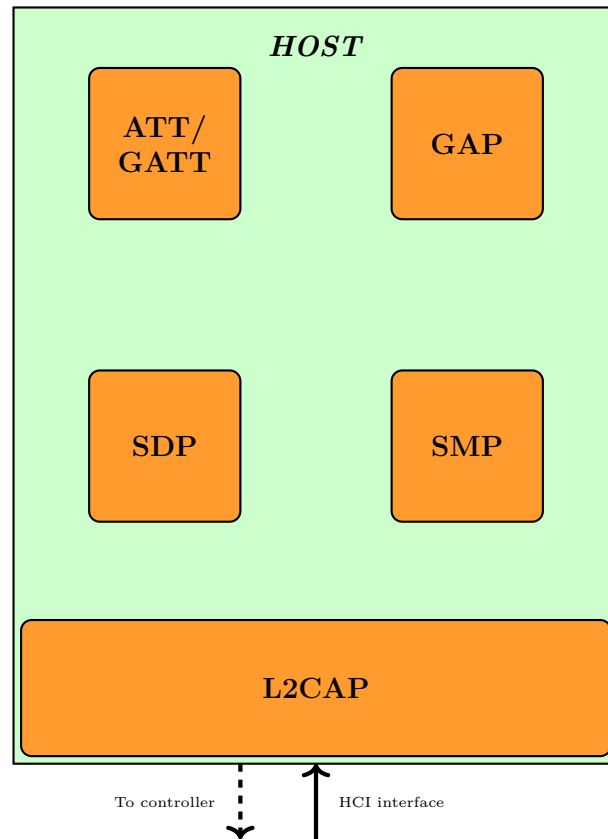 HOST
ATT/
GATT
GAP
SDP
SMP
L2CAP
To controller
HCI interface